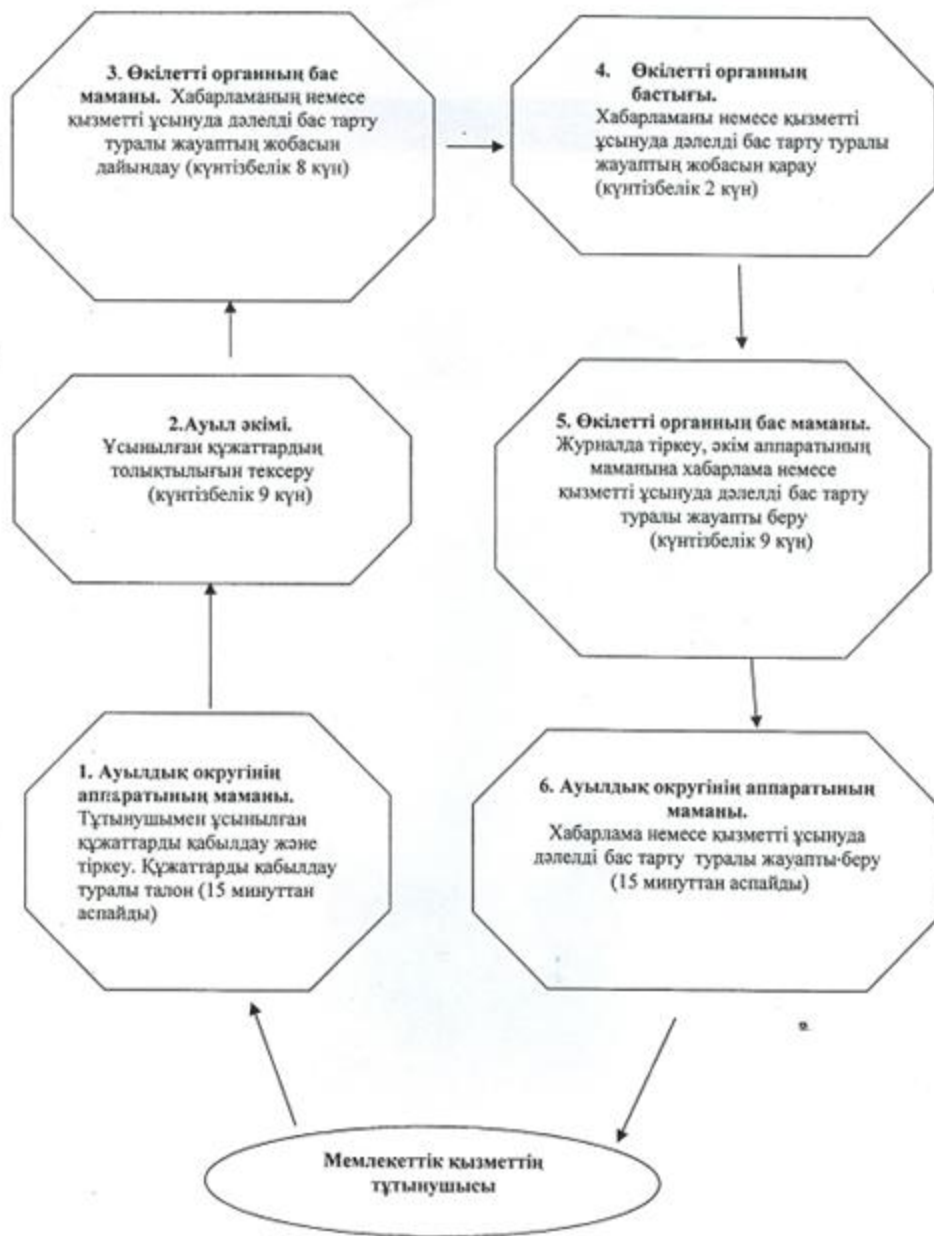 3. Өкілетті органның бас
маманы. Хабарламаның немесе
қызметті ұсынуда дәлелді бас тарту
туралы жауаптың жобасын
дайындау (күнтізбелік 8 күн)
4. Өкілетті органның
бастығы.
Хабарламаны немесе қызметті
ұсынуда дәлелді бас тарту туралы
жауаптың жобасын қарау
(күнтізбелік 2 күн)
2.Ауыл әкімі.
Ұсынылған құжаттардың
толықтылығын тексеру
(күнтізбелік 9 күн)
5. Өкілетті органның бас маманы.
Журналда тіркеу, әкім аппаратының
маманына хабарлама немесе
қызметті ұсынуда дәлелді бас тарту
туралы жауапты беру
(күнтізбелік 9 күн)
1. Ауылдық округінің
аппаратының маманы.
Тұтынушымен ұсынылған
құжаттарды қабылдау және
тіркеу. Құжаттарды қабылдау
туралы талон (15 минуттан
аспайды)
6. Ауылдық округінің аппаратының
маманы.
Хабарлама немесе қызметті ұсынуда
дәлелді бас тарту туралы жауапты беру
(15 минуттан аспайды)
Мемлекеттік қызметтің
тұтынушысы